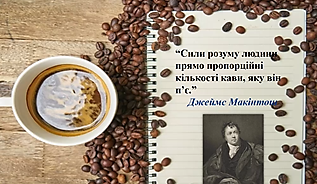 “Сили розуму людини
прямо пропорційні
кількості кави, яку він
п’є.”
Джеймс Макінтош